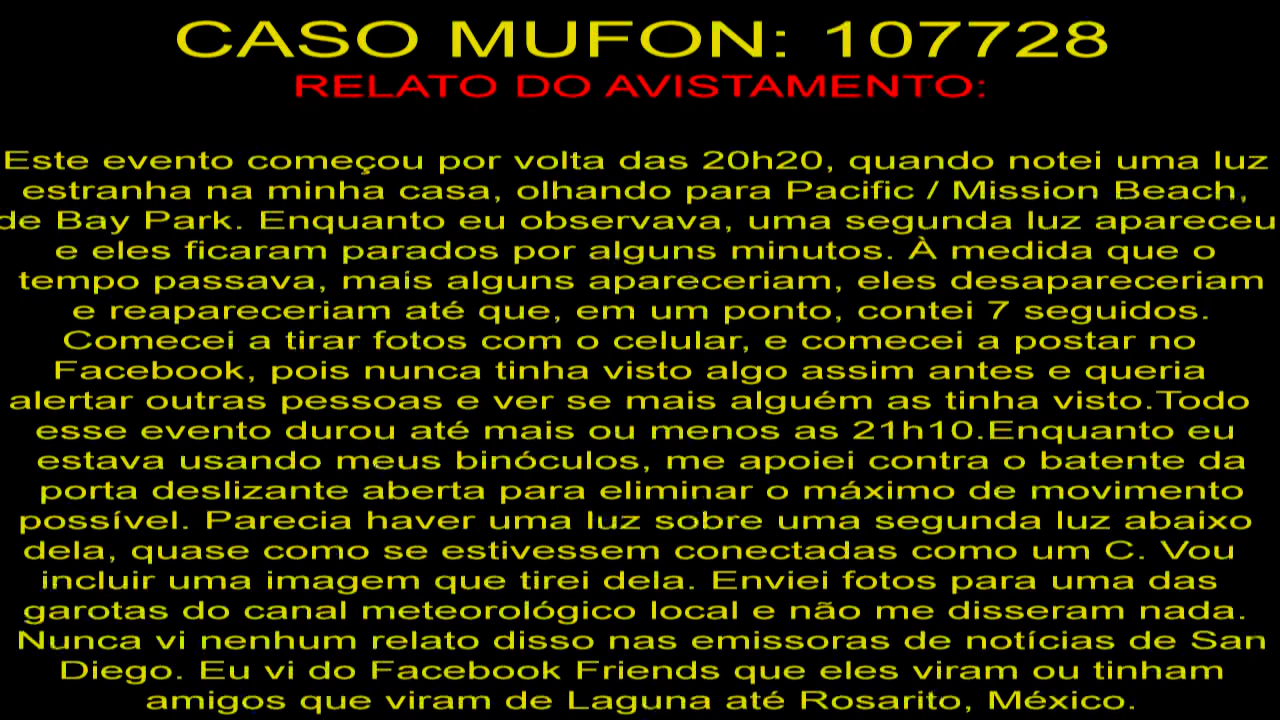 CASO MUFON: 107728
RELATO DO AVISTAMENTO:
Este evento começou por volta das 20h20, quando notei uma luz
estranha na minha casa, olhando para Pacific / Mission Beach,
de Bay Park. Enquanto eu observava, uma segunda luz apareceu
e eles ficaram parados por alguns minutos. À medida que o
tempo passava, mais alguns apareceriam, eles desapareceriam
e reapareceriam até que, em um ponto, contei 7 seguidos.
Comecei a tirar fotos com o celular, e comecei a postar no
Facebook, pois nunca tinha visto algo assim antes e queria
alertar outras pessoas e ver se mais alguém as tinha visto.Todo
esse evento durou até mais ou menos as 21h10.Enquanto eu
estava usando meus binóculos, me apoiei contra o batente da
porta deslizante aberta para eliminar o máximo de movimento
possível. Parecia haver uma luz sobre uma segunda luz abaixo
dela, quase como se estivessem conectadas como um C. Vou
incluir uma imagem que tirei dela. Enviei fotos para uma das
garotas do canal meteorológico local e não me disseram nada.
Nunca vi nenhum relato disso nas emissoras de notícias de San
Diego. Eu vi do Facebook Friends que eles viram ou tinham
amigos que viram de Laguna até Rosarito, México.